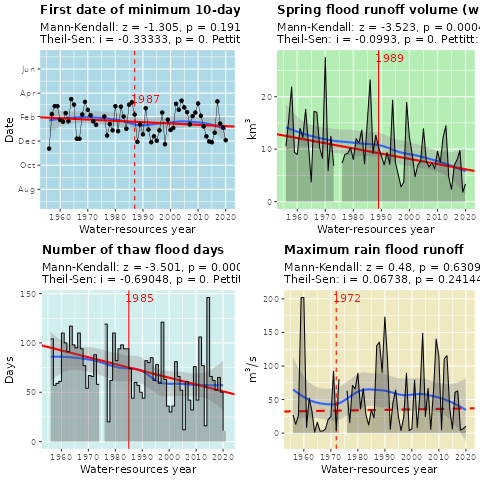 First date of minimum 10-day
Mann-Kendall: z = -1.305, p = 0.191
Theil-Sen: i = -0.33333, p = 0. Pettit
1987
Date
Jun
Apr
Feb
Dec
Oct
Aug
1960 1970 1980 1990 2000 2010 2020
Water-resources year
Spring flood runoff volume (w
Mann-Kendall: z = -3.523, p = 0.0004
Theil-Sen: i = -0.0993, p = 0. Pettitt:
1989
km³
20
10
0
1960 1970 1980 1990 2000 2010 2020
Water-resources year
Number of thaw flood days
Mann-Kendall: z = -3.501, p = 0.000
Theil-Sen: i = -0.69048, p = 0. Pettit
1985
Days
150
100
50
0
1960 1970 1980 1990 2000 2010 2020
Water-resources year
Maximum rain flood runoff
Mann-Kendall: z = 0.48, p = 0.6309
Theil-Sen: i = 0.06738, p = 0.24144
1972
m³/s
200
150
100
50
0
1960 1970 1980 1990 2000 2010 2020
Water-resources year